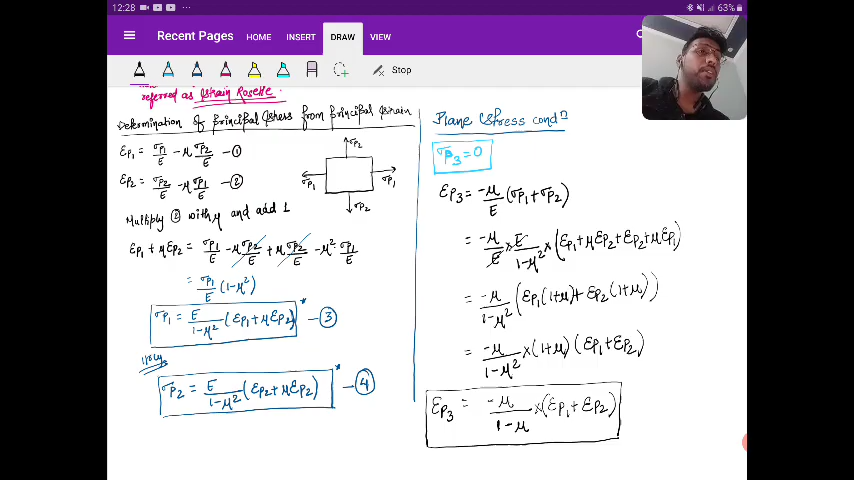 12:28
63%
Recent Pages HOME INSERT DRAW VIEW
Stop
referred as strain Rosette.
Determination of principal stress from principal strain
εp₁ = σp₁/E − μ σp₂/E —①
εp₂ = σp₂/E − μ σp₁/E —②
σp₂
σp₁
σp₁
σp₂
Multiply ② with μ and add 1
εp₁ + μεp₂ = σp₁/E − μσp₂/E + μσp₂/E − μ² σp₁/E
= σp₁/E (1−μ²)
σp₁ = E/1−μ² (εp₁ + μεp₂) * —③
lly
σp₂ = E/1−μ² (εp₂ + μεp₂) * —④
Plane stress condⁿ
σp₃ = 0
εp₃ = −μ/E (σp₁ + σp₂)
= −μ/E × E/1−μ² × (εp₁ + μεp₂ + εp₂ + μεp₁)
= −μ/1−μ² (εp₁(1+μ) + εp₂(1+μ))
= −μ/1−μ² × (1+μ) (εp₁ + εp₂)
εp₃ = −μ/1−μ × (εp₁ + εp₂)